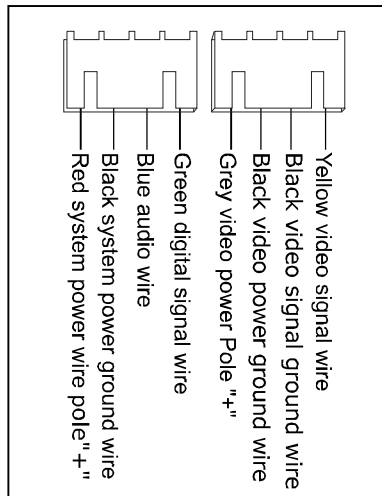 Red system power wire pole"+"
Black system power ground wire
Blue audio wire
Green digital signal wire
Grey video power Pole "+"
Black video power ground wire
Black video signal ground wire
Yellow video signal wire